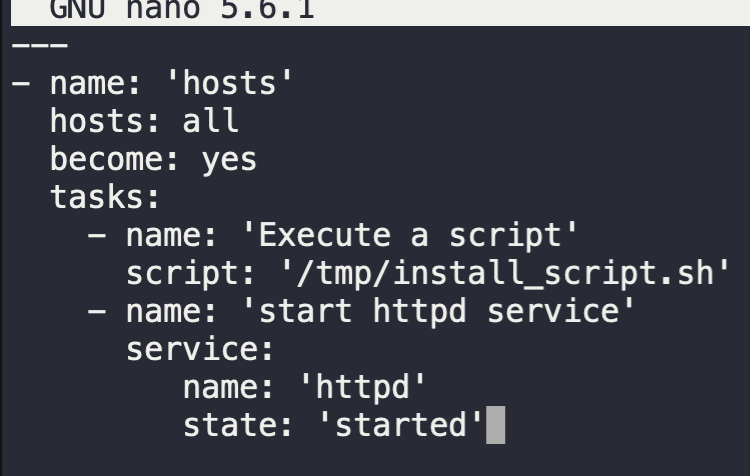 GNU nano 5.6.1
---
- name: 'hosts'
  hosts: all
  become: yes
  tasks:
    - name: 'Execute a script'
      script: '/tmp/install_script.sh'
    - name: 'start httpd service'
      service:
         name: 'httpd'
         state: 'started'